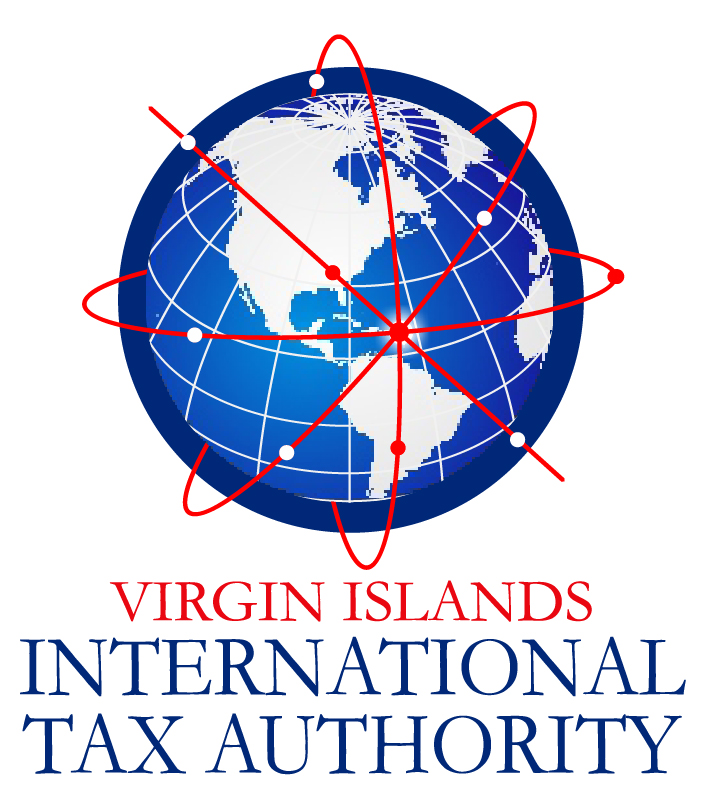 VIRGIN ISLANDS
INTERNATIONAL
TAX AUTHORITY